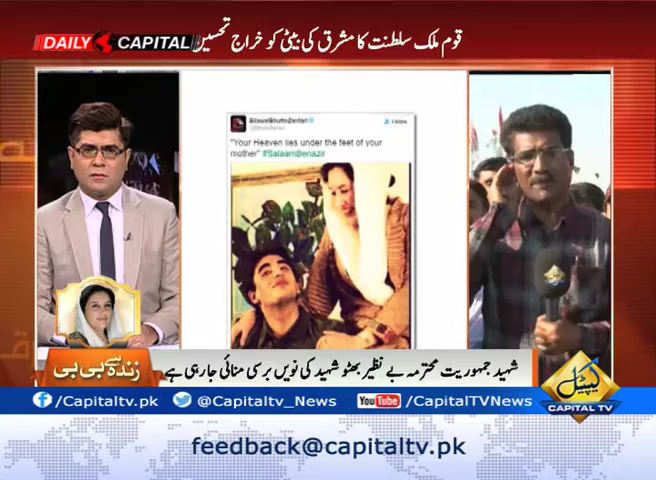 DAILY CAPITAL
قوم ملک سلطنت کا مشرق کی بیٹی کو خراج تحسین
BilawalBhuttoZardari
Follow
"Your Heaven lies under the feet of your
mother" #SalaamBenazir
زندہ ہے بی بی
شہید جمہوریت محترمہ بے نظیر بھٹو شہید کی نویں برسی منائی جا رہی ہے
کیپیٹل
CAPITAL TV
/CapitalTV.pk
@Capitaltv_News
YouTube /CapitalTVNews
feedback@capitaltv.pk